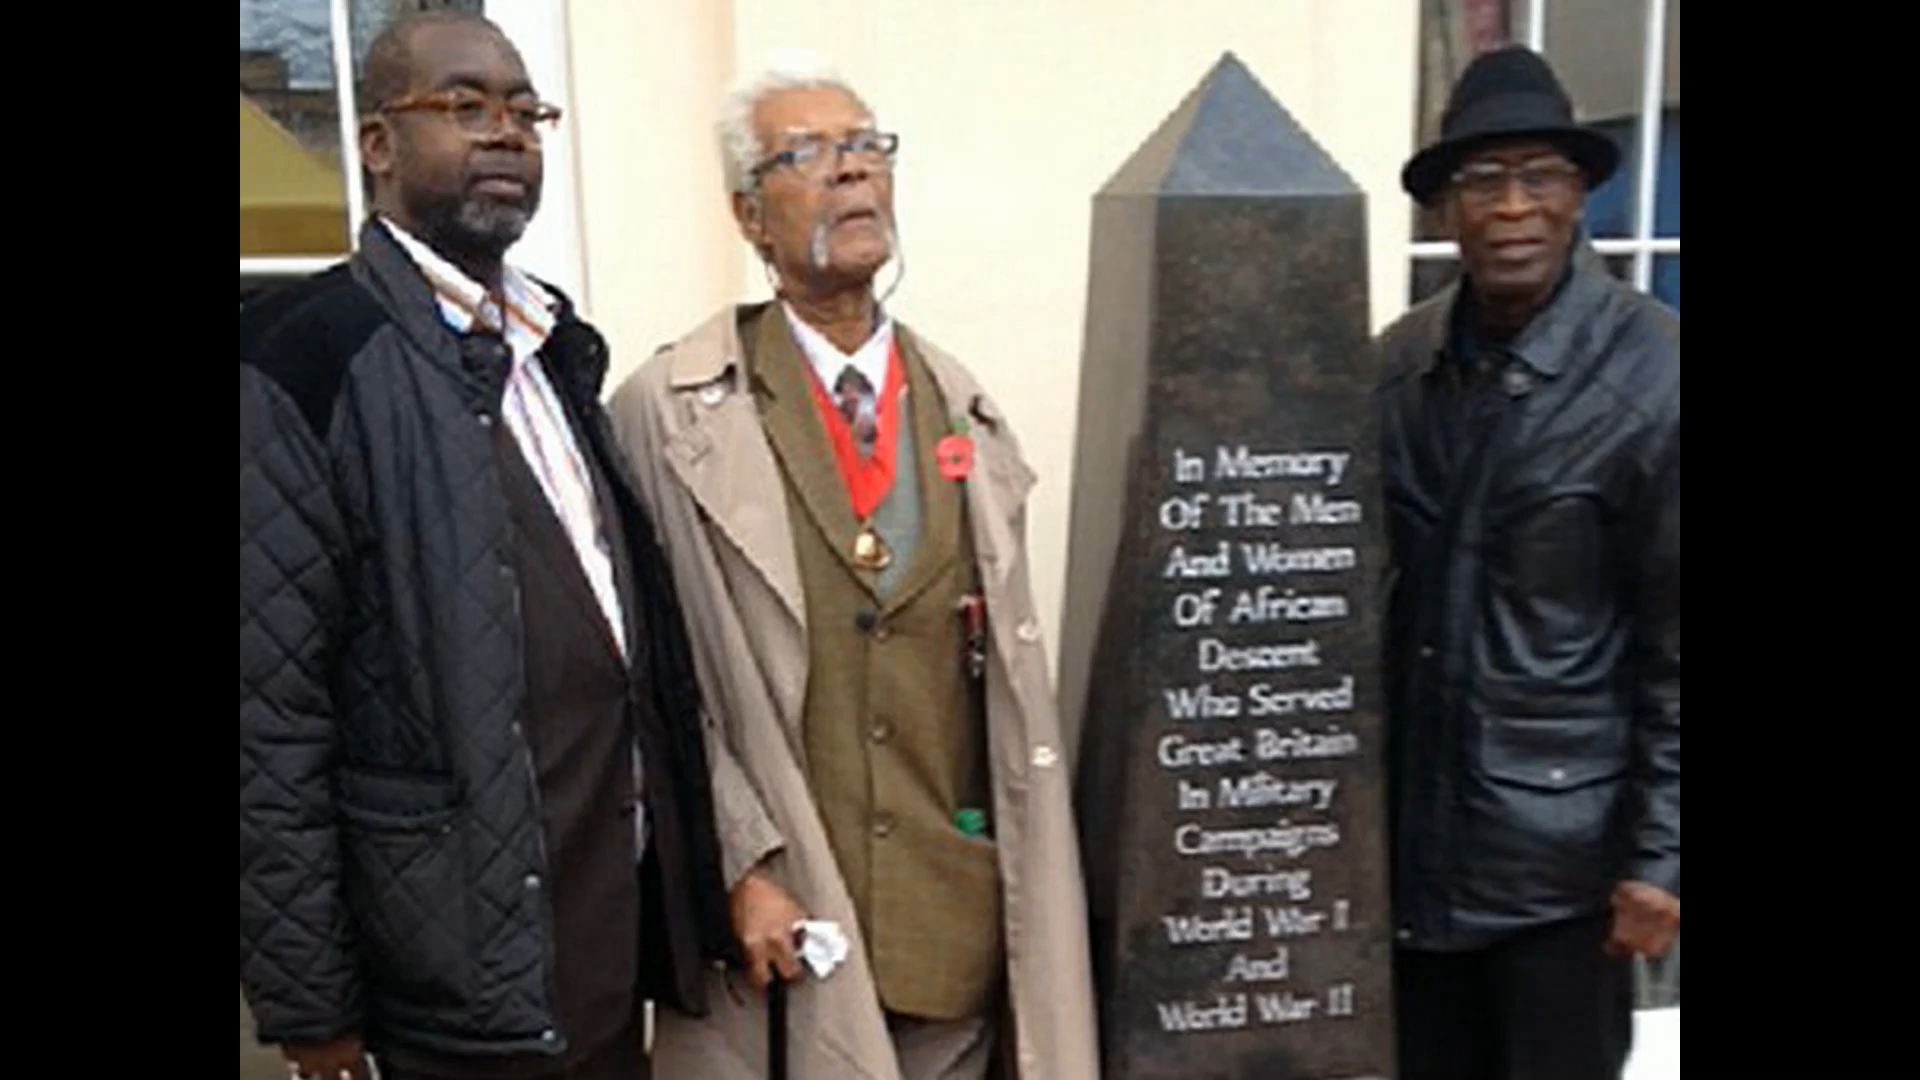 In Memory
Of The Men
And Women
Of African
Descent
Who Served
Great Britain
In Military
Campaigns
During
World War I
And
World War II